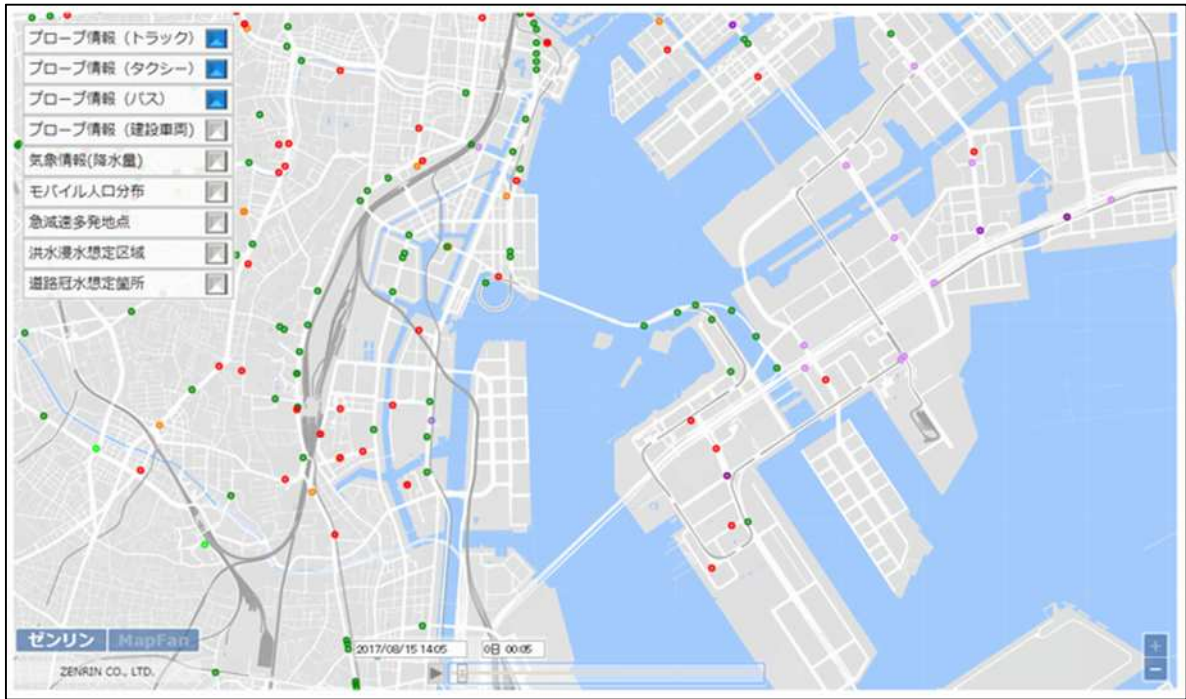 プローブ情報（トラック）
プローブ情報（タクシー）
プローブ情報（バス）
プローブ情報（建設車両）
気象情報(降水量)
モバイル人口分布
急減速多発地点
洪水浸水想定区域
道路冠水想定箇所
ゼンリン MapFan
2017/08/15 14:05 0日 00:05
ZENRIN CO., LTD.
+
−